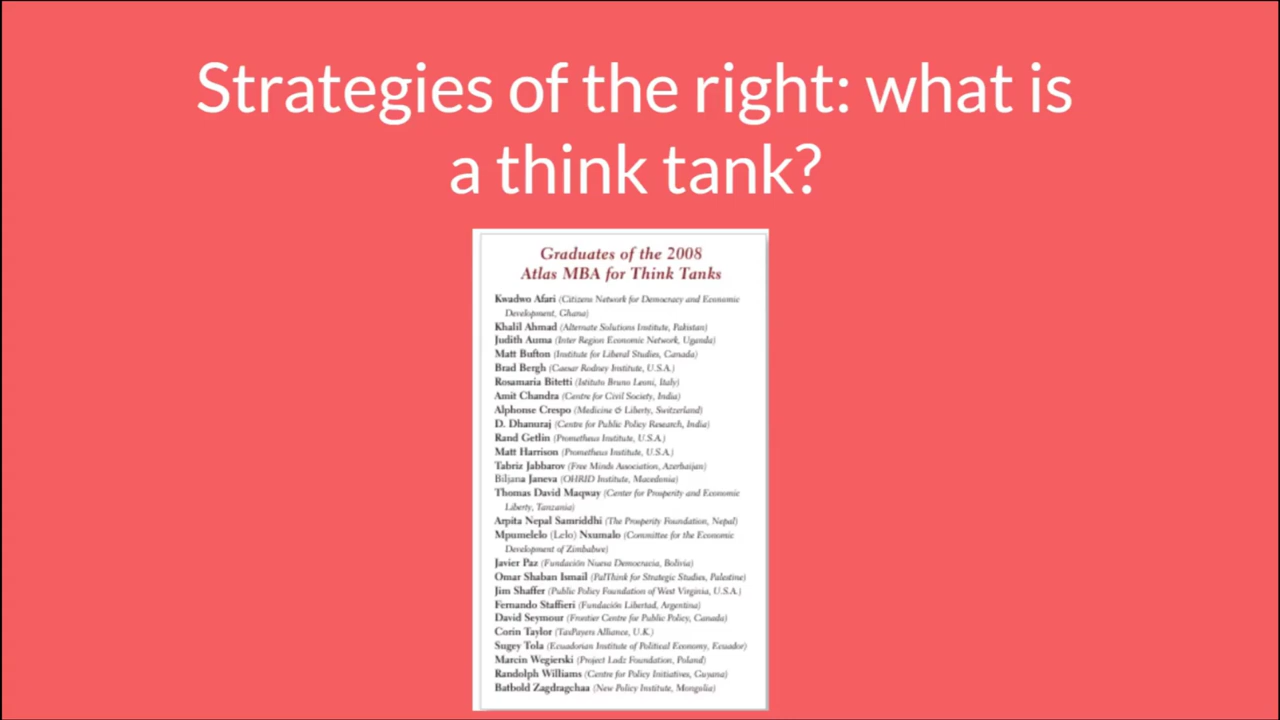 Strategies of the right: what is
a think tank?
Graduates of the 2008
Atlas MBA for Think Tanks
Kwadwo Afari (Citizens Network for Democracy and Economic
Development, Ghana)
Khalil Ahmad (Alternate Solutions Institute, Pakistan)
Judith Auma (Inter Region Economic Network, Uganda)
Matt Bufton (Institute for Liberal Studies, Canada)
Brad Bergh (Caesar Rodney Institute, U.S.A.)
Rosamaria Bitetti (Istituto Bruno Leoni, Italy)
Amit Chandra (Centre for Civil Society, India)
Alphonse Crespo (Medicine & Liberty, Switzerland)
D. Dhanuraj (Centre for Public Policy Research, India)
Rand Getlin (Prometheus Institute, U.S.A.)
Matt Harrison (Prometheus Institute, U.S.A.)
Tabriz Jabbarov (Free Minds Association, Azerbaijan)
Biljana Janeva (OHRID Institute, Macedonia)
Thomas David Maqway (Center for Prosperity and Economic
Liberty, Tanzania)
Arpita Nepal Samriddhi (The Prosperity Foundation, Nepal)
Mpumelelo (Lelo) Nxumalo (Committee for the Economic
Development of Zimbabwe)
Javier Paz (Fundación Nueva Democracia, Bolivia)
Omar Shaban Ismail (PalThink for Strategic Studies, Palestine)
Jim Shaffer (Public Policy Foundation of West Virginia, U.S.A.)
Fernando Staffieri (Fundación Libertad, Argentina)
David Seymour (Frontier Centre for Public Policy, Canada)
Corin Taylor (TaxPayers Alliance, U.K.)
Sugey Tola (Ecuadorian Institute of Political Economy, Ecuador)
Marcin Wegierski (Project Lodz Foundation, Poland)
Randolph Williams (Centre for Policy Initiatives, Guyana)
Batbold Zagdragchaa (New Policy Institute, Mongolia)